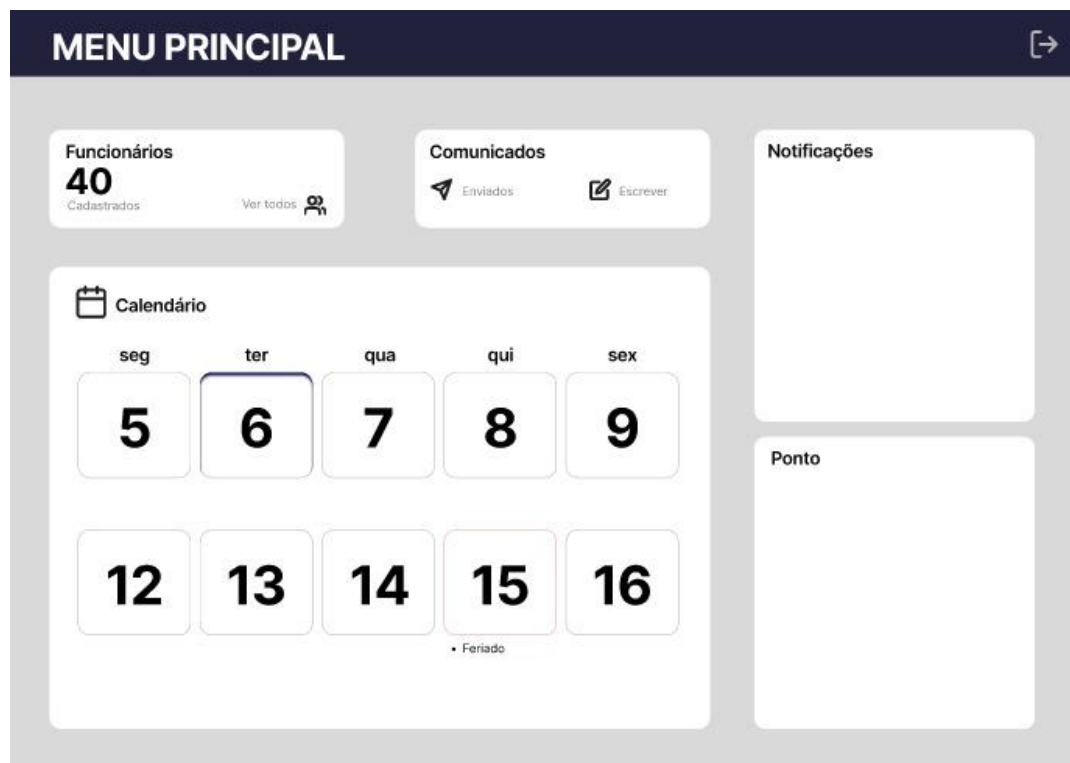 MENU PRINCIPAL
Funcionários
40
Cadastrados
Ver todos
Comunicados
Enviados
Escrever
Notificações
Calendário
seg ter qua qui sex
5 6 7 8 9
12 13 14 15 16
• Feriado
Ponto